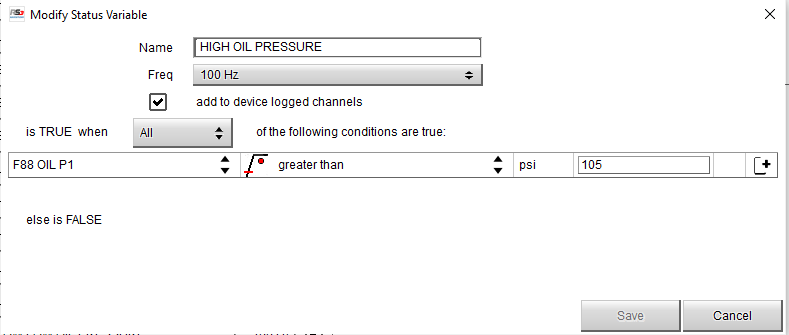 RS3 Modify Status Variable
Name HIGH OIL PRESSURE
Freq 100 Hz
add to device logged channels
is TRUE when All of the following conditions are true:
F88 OIL P1 greater than psi 105
else is FALSE
Save Cancel